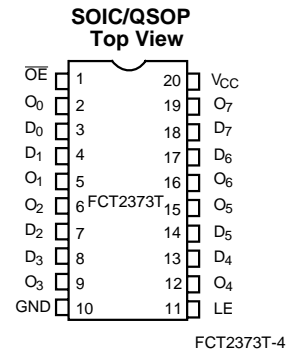 SOIC/QSOP
Top View
OE 1 20 VCC
O0 2 19 O7
D0 3 18 D7
D1 4 17 D6
O1 5 16 O6
O2 6 FCT2373T 15 O5
D2 7 14 D5
D3 8 13 D4
O3 9 12 O4
GND 10 11 LE
FCT2373T-4